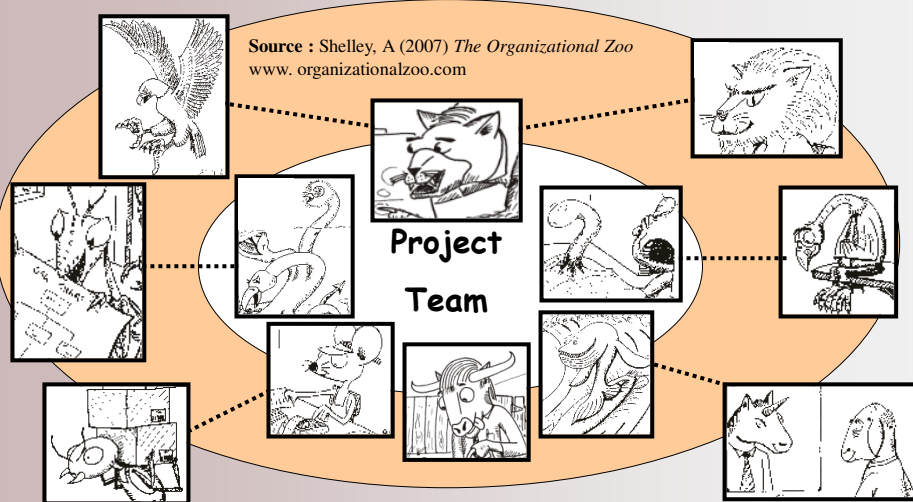 Source : Shelley, A (2007) The Organizational Zoo
www. organizationalzoo.com
Project
Team